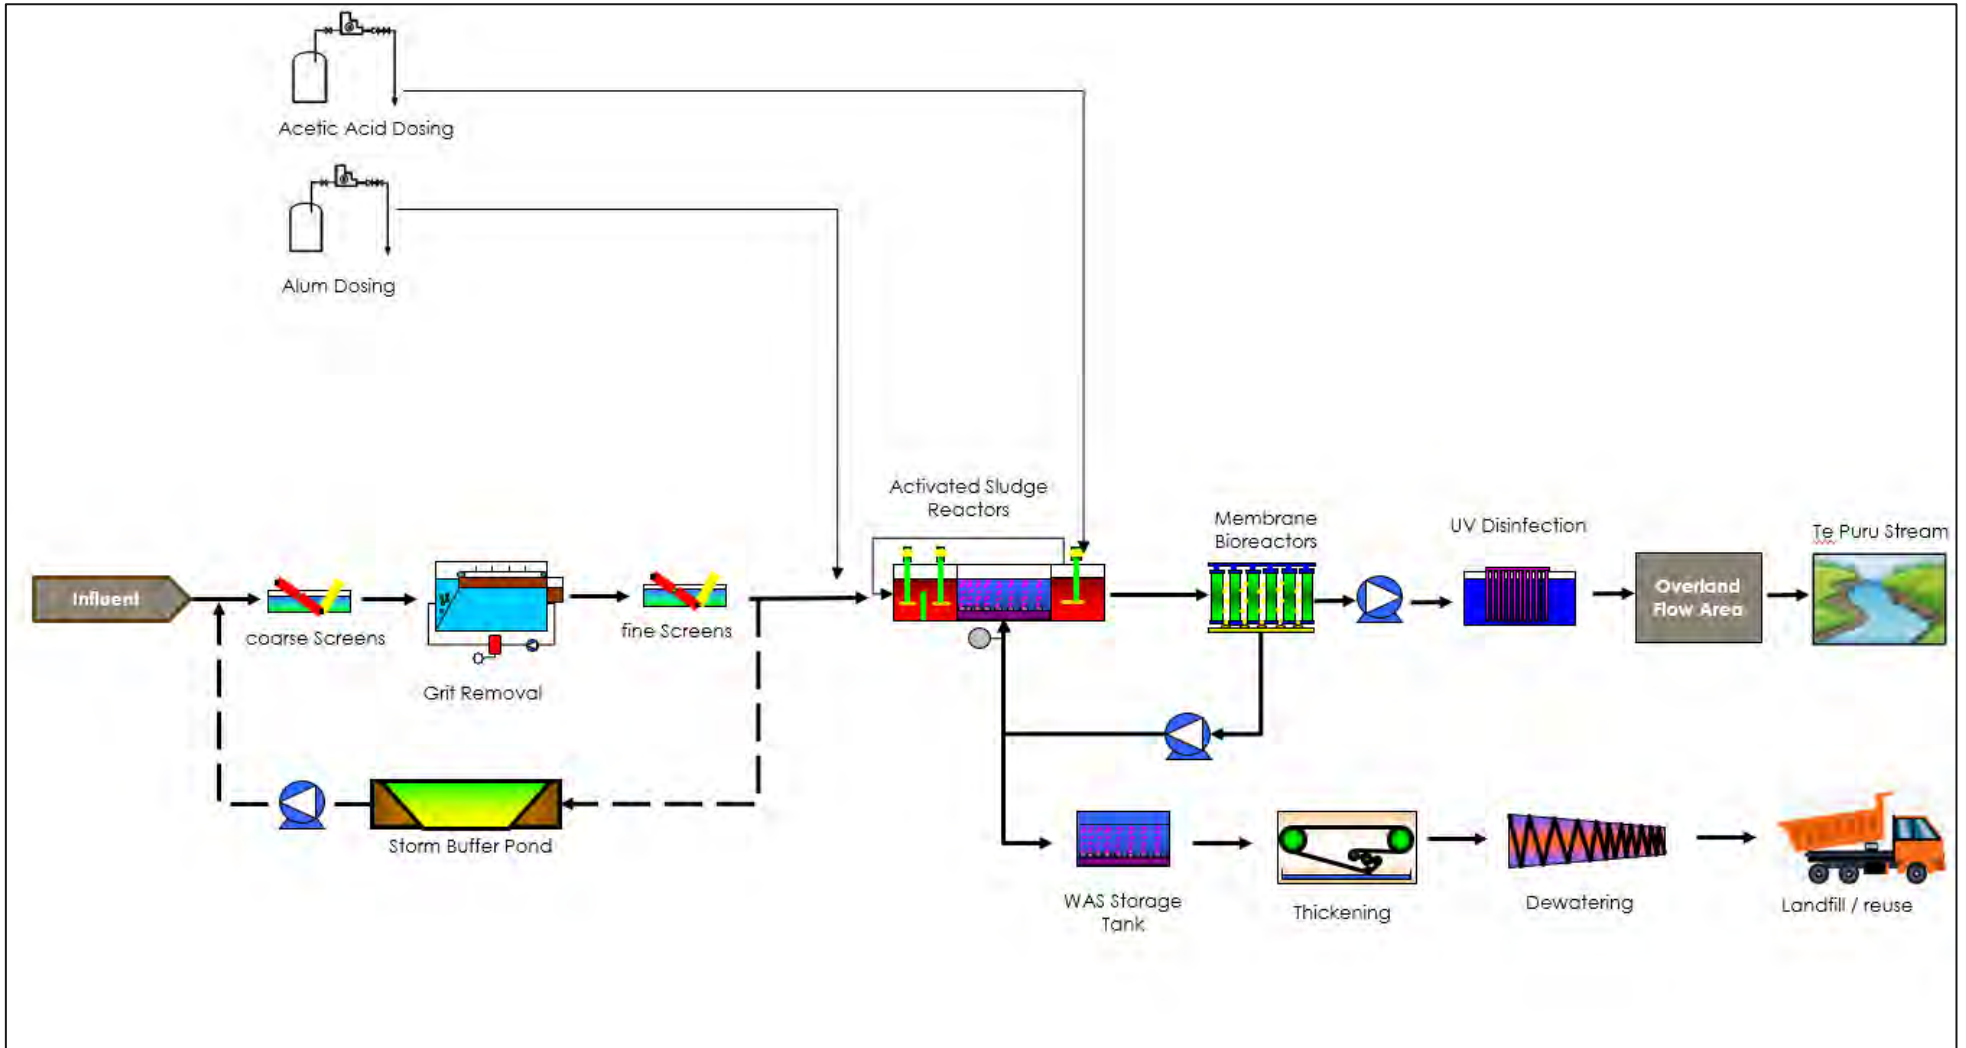 Acetic Acid Dosing
Alum Dosing
Activated Sludge
Reactors
Membrane
Bioreactors
UV Disinfection
Te Puru Stream
Influent
coarse Screens
Grit Removal
fine Screens
Overland
Flow Area
Storm Buffer Pond
WAS Storage
Tank
Thickening
Dewatering
Landfill / reuse